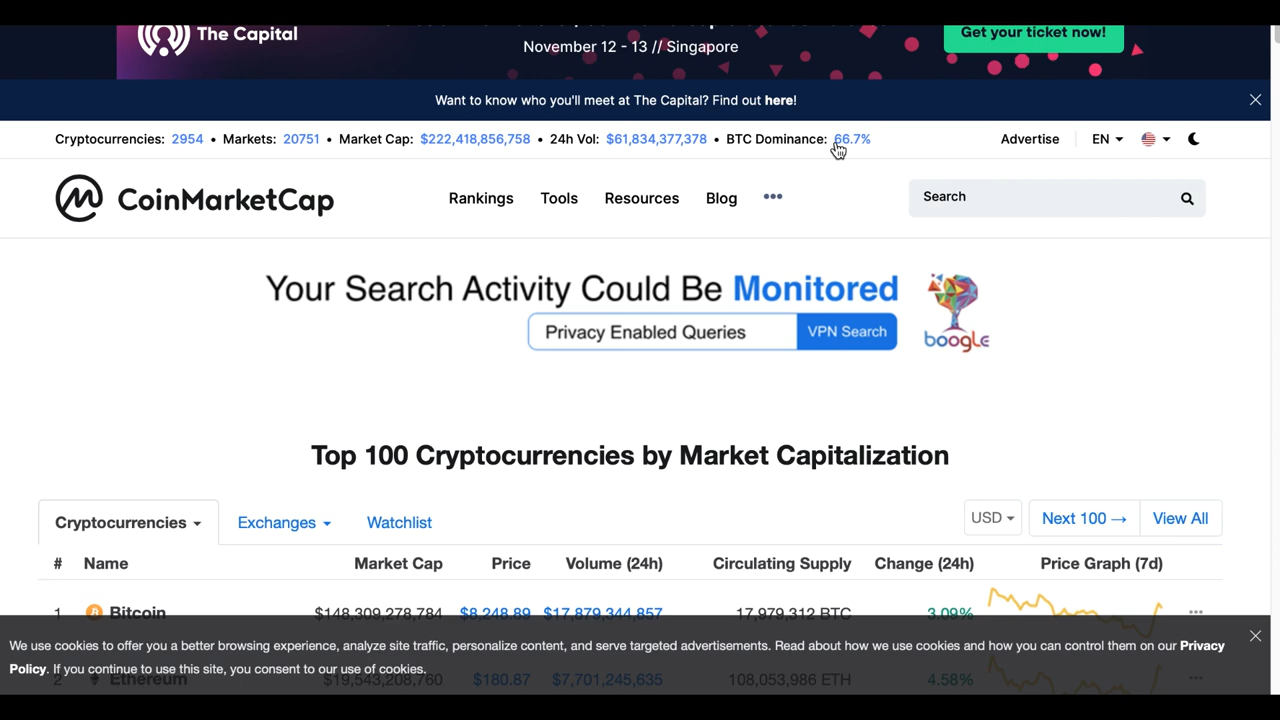 The Capital
November 12 - 13 // Singapore
Get your ticket now!
Want to know who you'll meet at The Capital? Find out here!
Cryptocurrencies: 2954 • Markets: 20751 • Market Cap: $222,418,856,758 • 24h Vol: $61,834,377,378 • BTC Dominance: 66.7%
Advertise EN
CoinMarketCap
Rankings Tools Resources Blog •••
Search
Your Search Activity Could Be Monitored
Privacy Enabled Queries VPN Search
boogle
Top 100 Cryptocurrencies by Market Capitalization
Cryptocurrencies Exchanges Watchlist USD Next 100 → View All
# Name Market Cap Price Volume (24h) Circulating Supply Change (24h) Price Graph (7d)
1 Bitcoin $148,309,278,784 $8,248.89 $17,879,344,857 17,979,312 BTC 3.09%
We use cookies to offer you a better browsing experience, analyze site traffic, personalize content, and serve targeted advertisements. Read about how we use cookies and how you can control them on our Privacy
Policy. If you continue to use this site, you consent to our use of cookies.
2 Ethereum $19,543,208,760 $180.87 $7,701,245,635 108,053,986 ETH 4.58%